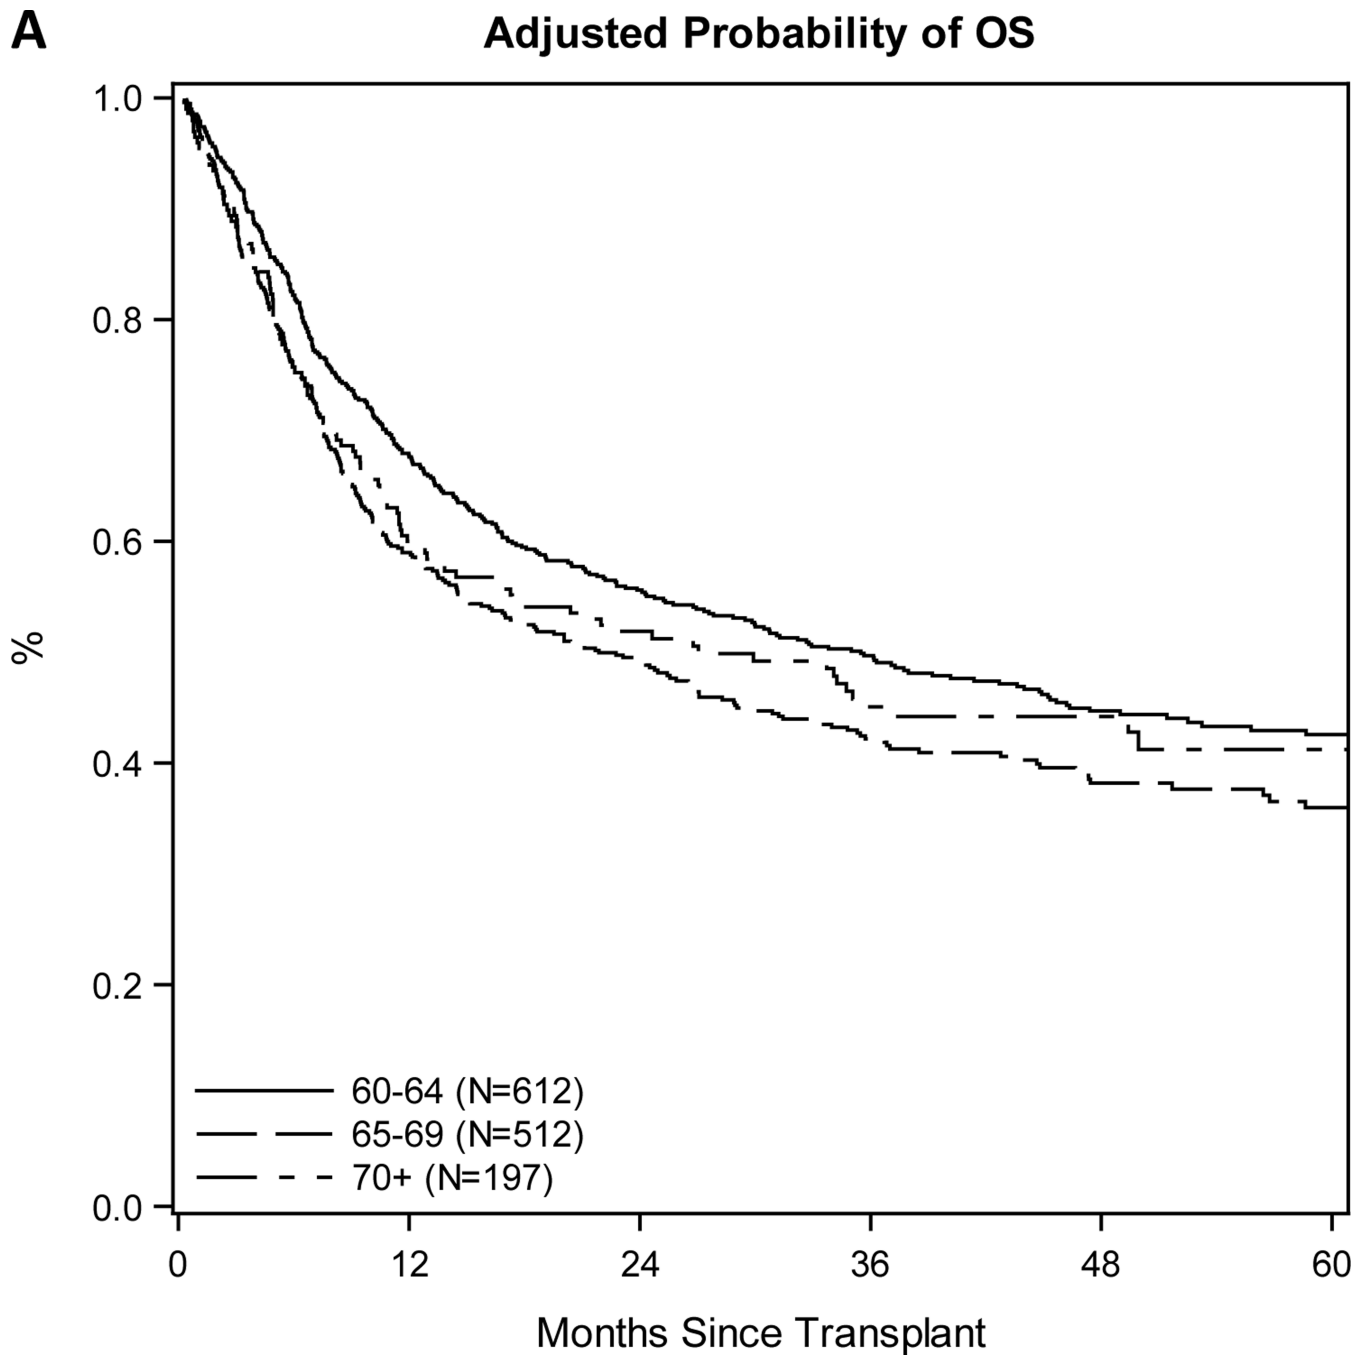 A
Adjusted Probability of OS
1.0
0.8
0.6
%
0.4
0.2
0.0
60-64 (N=612)
65-69 (N=512)
70+ (N=197)
0 12 24 36 48 60
Months Since Transplant